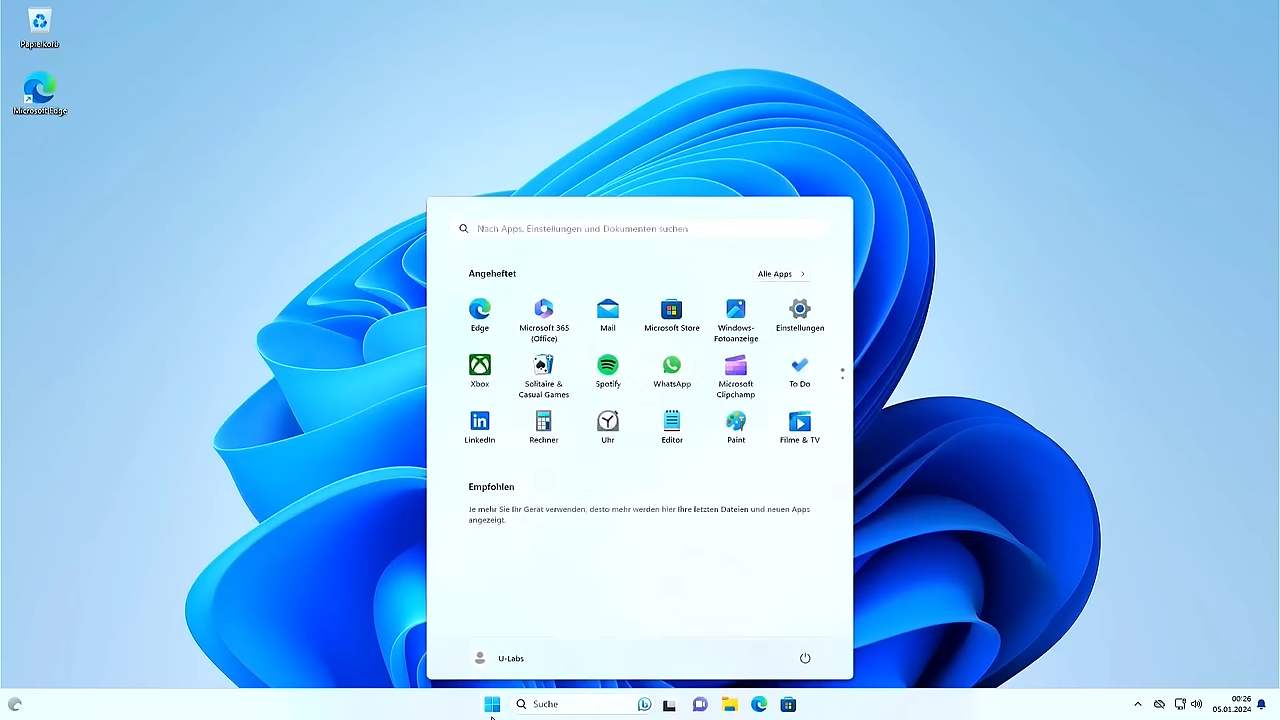 Papierkorb
Microsoft Edge
Nach Apps, Einstellungen und Dokumenten suchen
Angeheftet
Alle Apps
Edge
Microsoft 365
(Office)
Mail
Microsoft Store
Windows-
Fotoanzeige
Einstellungen
Xbox
Solitaire &
Casual Games
Spotify
WhatsApp
Microsoft
Clipchamp
To Do
LinkedIn
Rechner
Uhr
Editor
Paint
Filme & TV
Empfohlen
Je mehr Sie Ihr Gerät verwenden, desto mehr werden hier Ihre letzten Dateien und neuen Apps
angezeigt.
U-Labs
Suche
00:26
05.01.2024